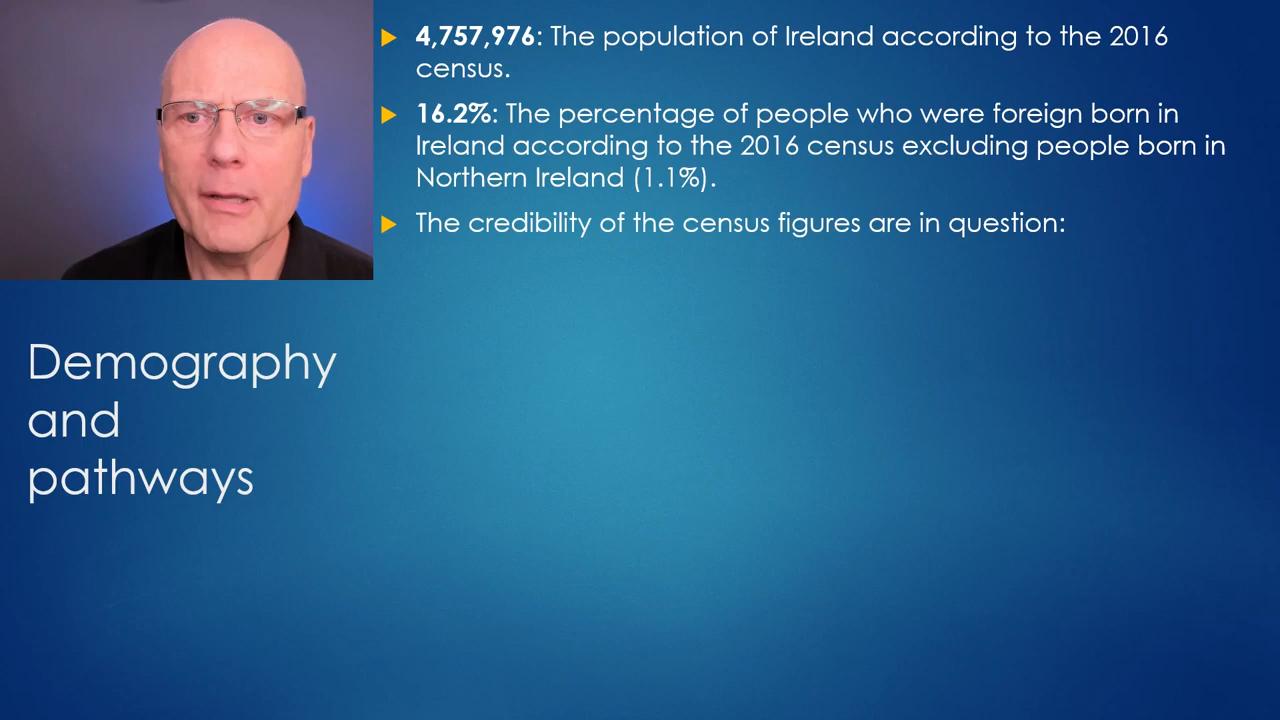 4,757,976: The population of Ireland according to the 2016
census.
16.2%: The percentage of people who were foreign born in
Ireland according to the 2016 census excluding people born in
Northern Ireland (1.1%).
The credibility of the census figures are in question:
Demography
and
pathways